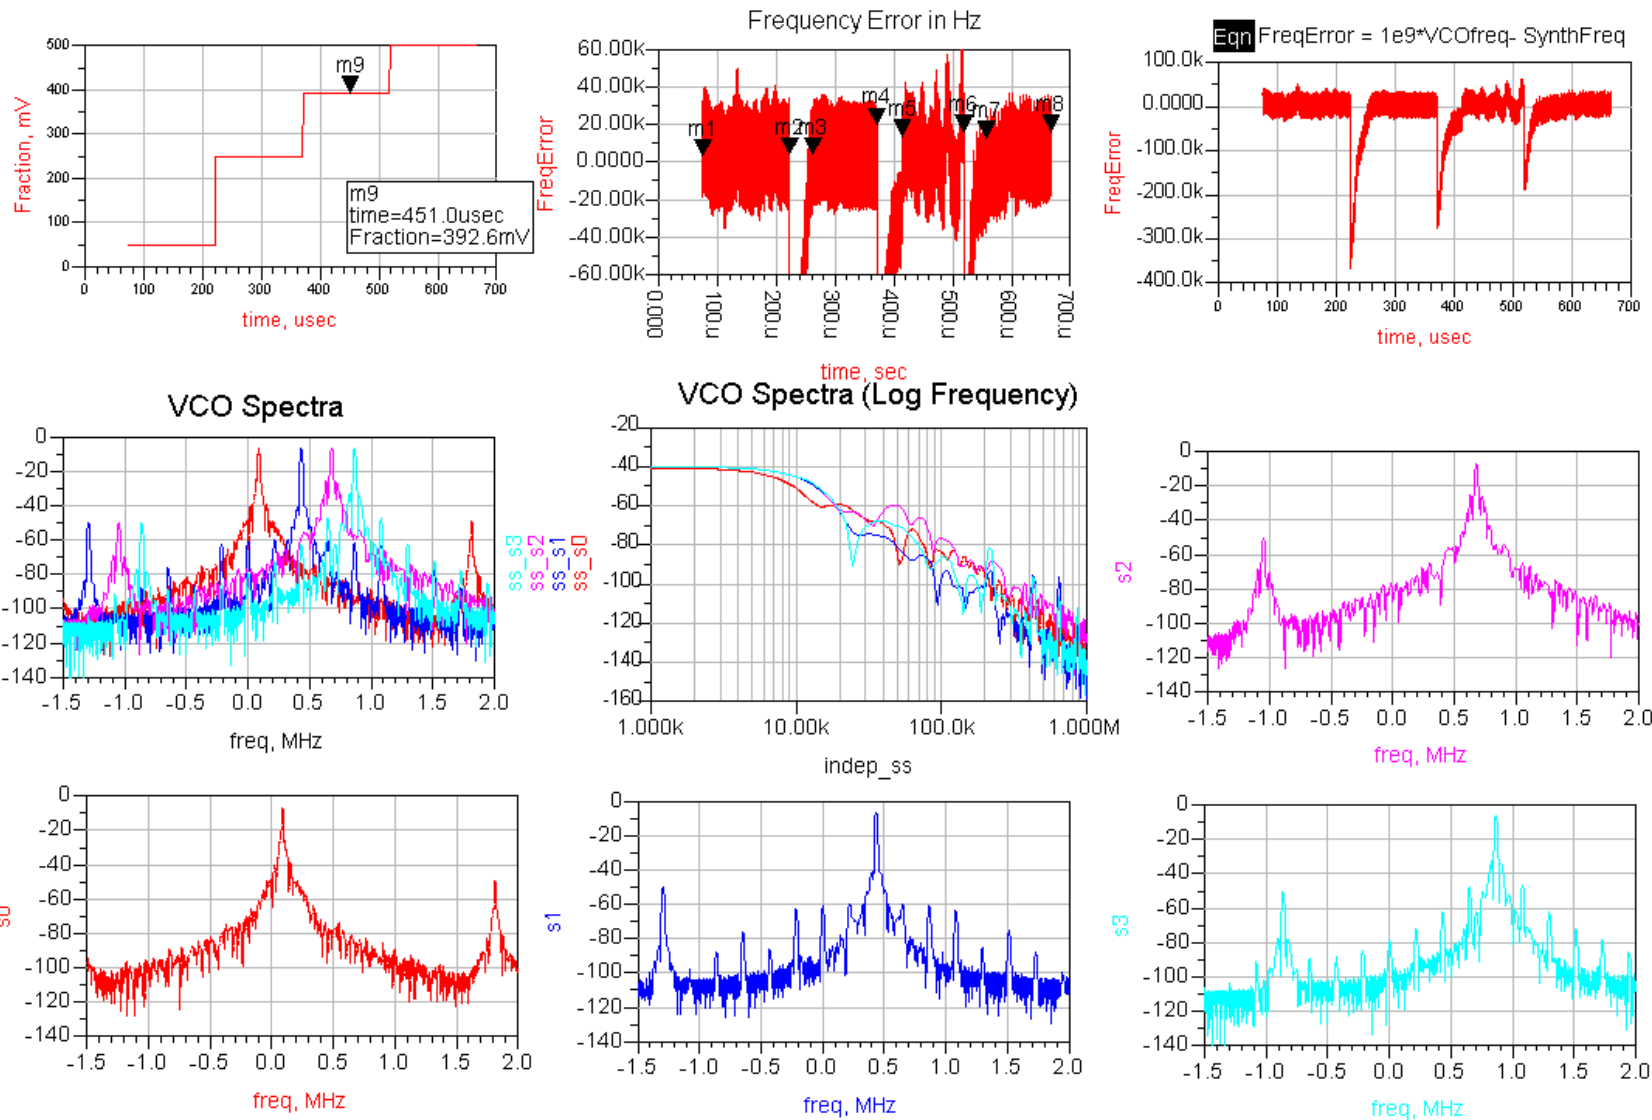 500
400
300
200
100
0
Fraction, mV
m9
m9
time=451.0usec
Fraction=392.6mV
0 100 200 300 400 500 600 700
time, usec
Frequency Error in Hz
60.00k
40.00k
20.00k
0.0000
-20.00k
-40.00k
-60.00k
FreqError
m1 m2 m3 m4 m5 m6 m7 m8
0.0000 100u 200u 300u 400u 500u 600u 700u
time, sec
Eqn FreqError = 1e9*VCOfreq- SynthFreq
100.0k
0.0000
-100.0k
-200.0k
-300.0k
-400.0k
FreqError
0 100 200 300 400 500 600 700
time, usec
VCO Spectra
0
-20
-40
-60
-80
-100
-120
-140
-1.5 -1.0 -0.5 0.0 0.5 1.0 1.5 2.0
freq, MHz
ss_s3
ss_s2
ss_s1
ss_s0
VCO Spectra (Log Frequency)
-20
-40
-60
-80
-100
-120
-140
-160
1.000k 10.00k 100.0k 1.000M
indep_ss
0
-20
-40
-60
-80
-100
-120
-140
s2
-1.5 -1.0 -0.5 0.0 0.5 1.0 1.5 2.0
freq, MHz
0
-20
-40
-60
-80
-100
-120
-140
s0
-1.5 -1.0 -0.5 0.0 0.5 1.0 1.5 2.0
freq, MHz
0
-20
-40
-60
-80
-100
-120
-140
s1
-1.5 -1.0 -0.5 0.0 0.5 1.0 1.5 2.0
freq, MHz
0
-20
-40
-60
-80
-100
-120
-140
s3
-1.5 -1.0 -0.5 0.0 0.5 1.0 1.5 2.0
freq, MHz